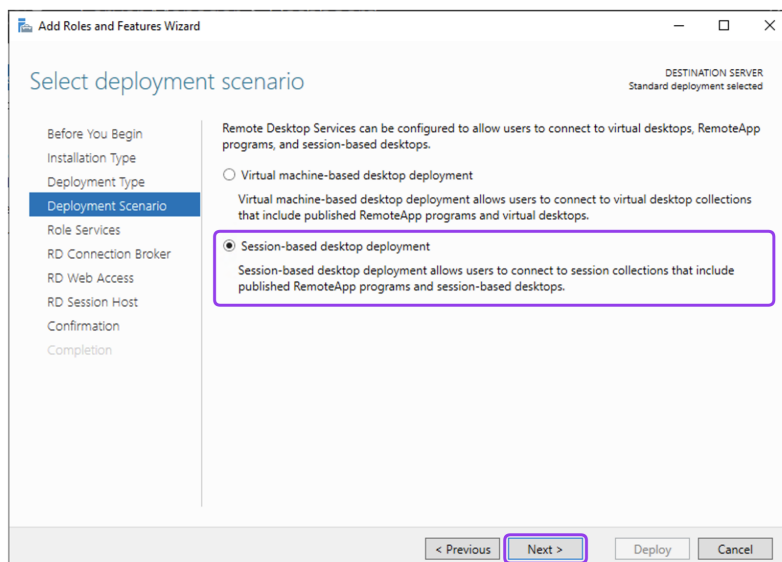 Add Roles and Features Wizard
Select deployment scenario
DESTINATION SERVER
Standard deployment selected
Before You Begin
Installation Type
Deployment Type
Deployment Scenario
Role Services
RD Connection Broker
RD Web Access
RD Session Host
Confirmation
Completion
Remote Desktop Services can be configured to allow users to connect to virtual desktops, RemoteApp
programs, and session-based desktops.
Virtual machine-based desktop deployment
Virtual machine-based desktop deployment allows users to connect to virtual desktop collections
that include published RemoteApp programs and virtual desktops.
Session-based desktop deployment
Session-based desktop deployment allows users to connect to session collections that include
published RemoteApp programs and session-based desktops.
< Previous
Next >
Deploy
Cancel